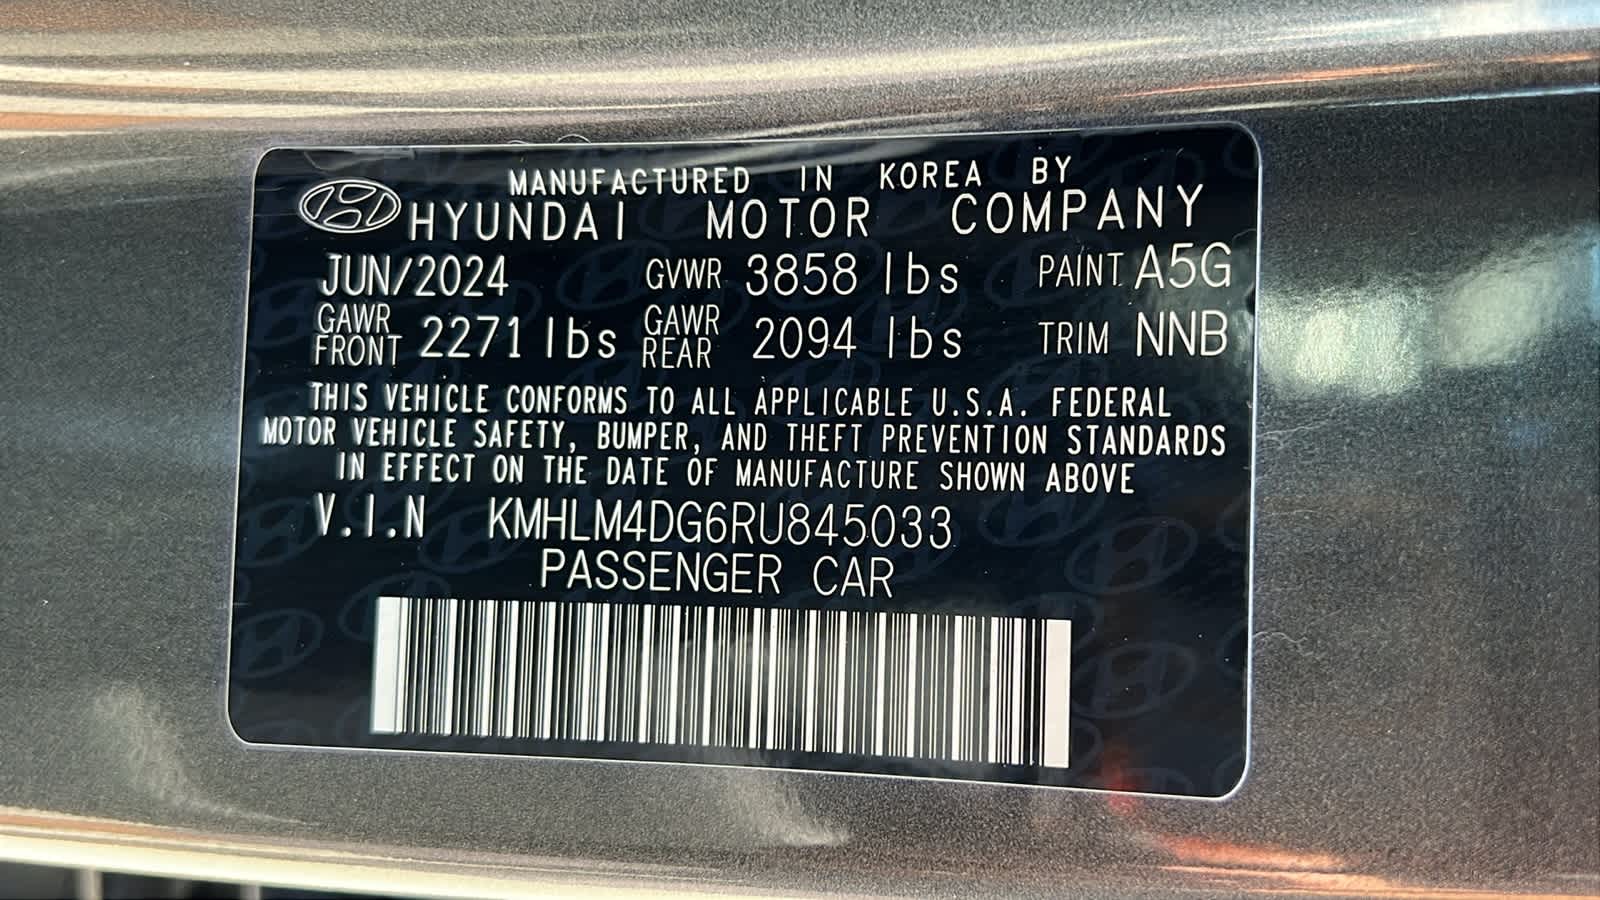 MANUFACTURED IN KOREA BY
HYUNDAI MOTOR COMPANY
JUN/2024 GVWR 3858 lbs PAINT A5G
GAWR FRONT 2271 lbs GAWR REAR 2094 lbs TRIM NNB
THIS VEHICLE CONFORMS TO ALL APPLICABLE U.S.A. FEDERAL
MOTOR VEHICLE SAFETY, BUMPER, AND THEFT PREVENTION STANDARDS
IN EFFECT ON THE DATE OF MANUFACTURE SHOWN ABOVE
V.I.N KMHLM4DG6RU845033
PASSENGER CAR